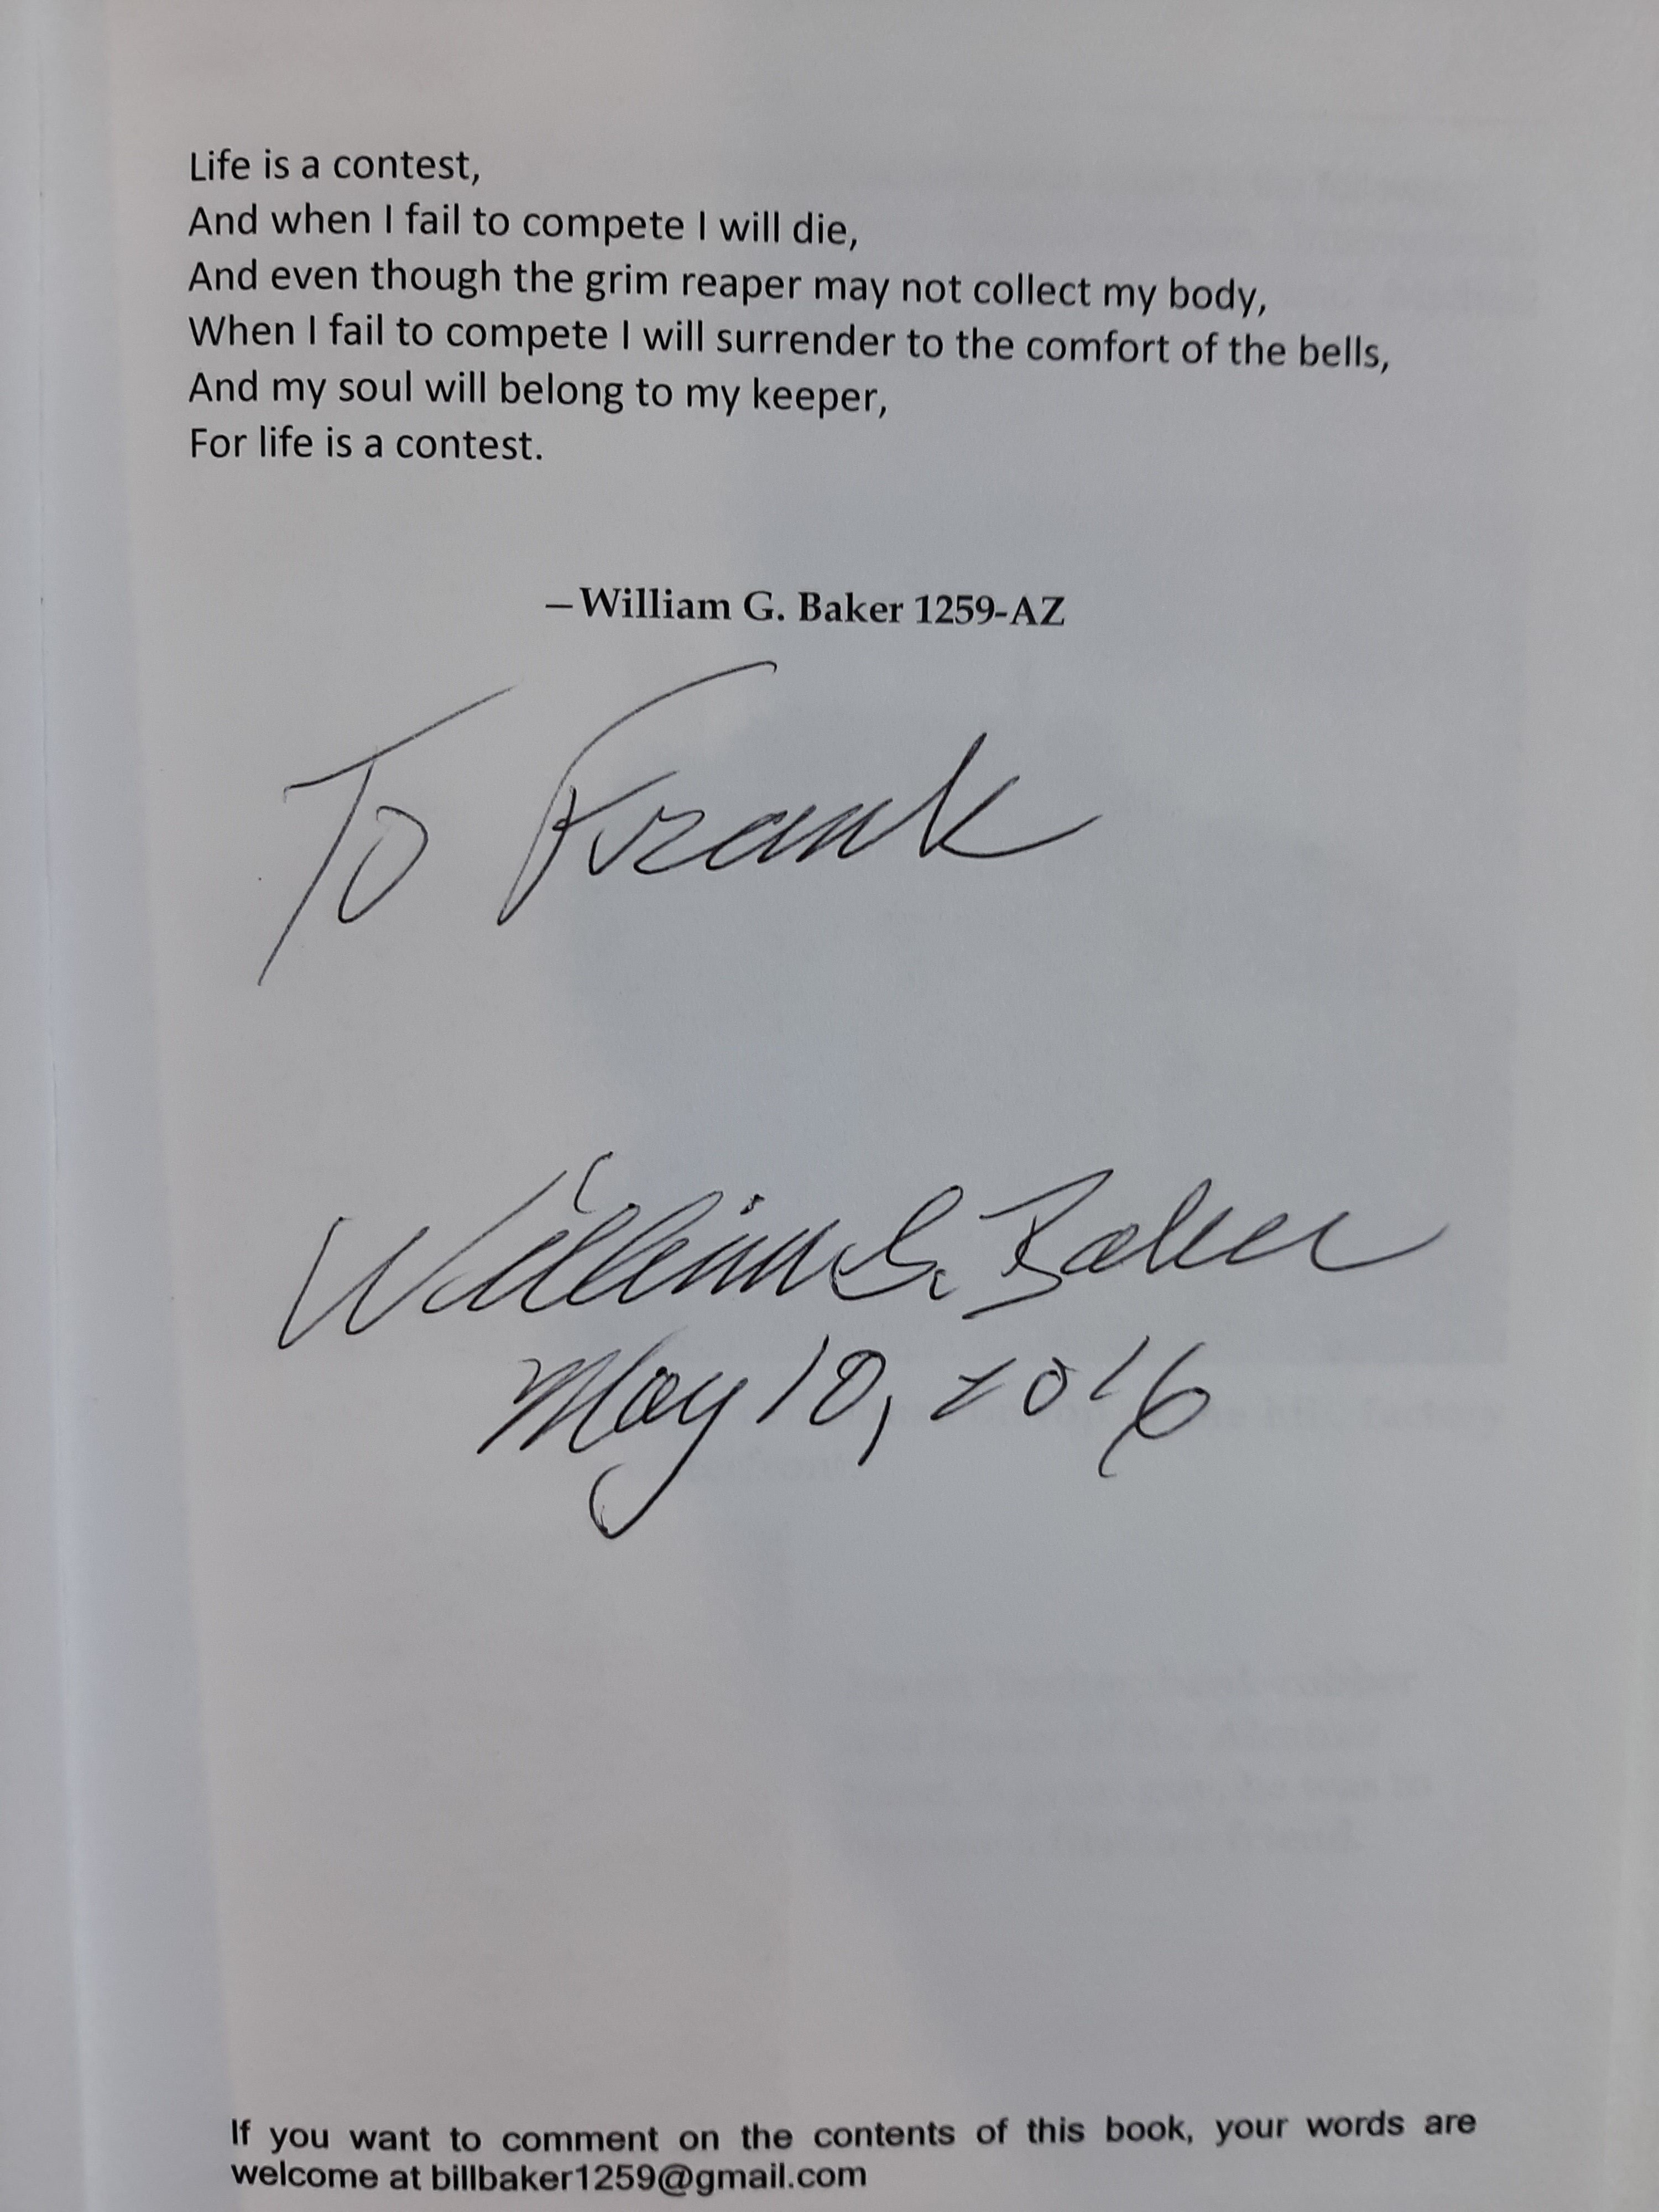 Life is a contest,
And when I fail to compete I will die,
And even though the grim reaper may not collect my body,
When I fail to compete I will surrender to the comfort of the bells,
And my soul will belong to my keeper,
For life is a contest.
—William G. Baker 1259-AZ
To Frank
William G. Baker
May 10, 2016
If you want to comment on the contents of this book, your words are
welcome at billbaker1259@gmail.com